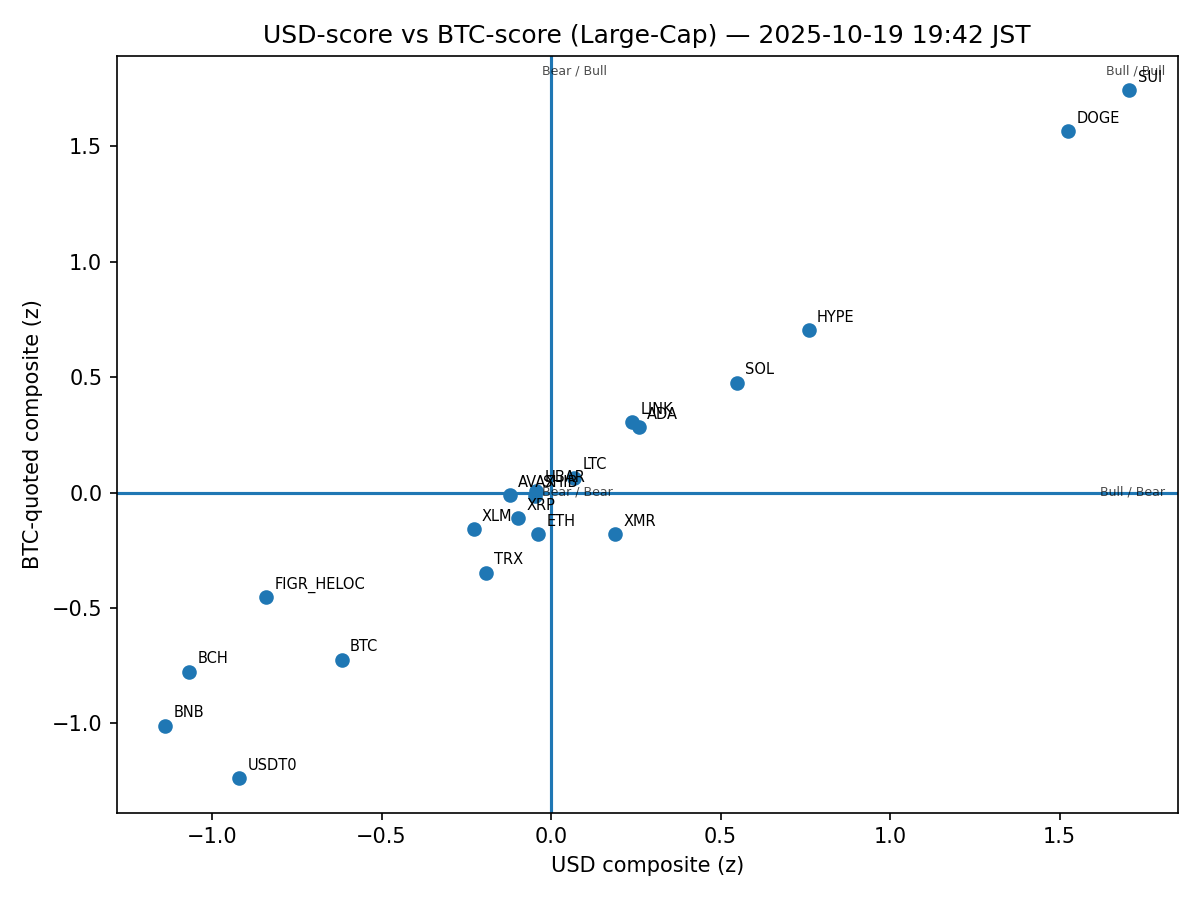 USD-score vs BTC-score (Large-Cap) — 2025-10-19 19:42 JST
Bear / Bull
Bull / Bull
SUI
DOGE
1.5
1.0
HYPE
0.5
SOL
LINK
ADA
LTC
HBAR
SHIB
AVAX
0.0
Bear / Bear
Bull / Bear
XRP
XLM
ETH
XMR
TRX
FIGR_HELOC
−0.5
BTC
BCH
BNB
−1.0
USDT0
−1.0
−0.5
0.0
0.5
1.0
1.5
USD composite (z)
BTC-quoted composite (z)